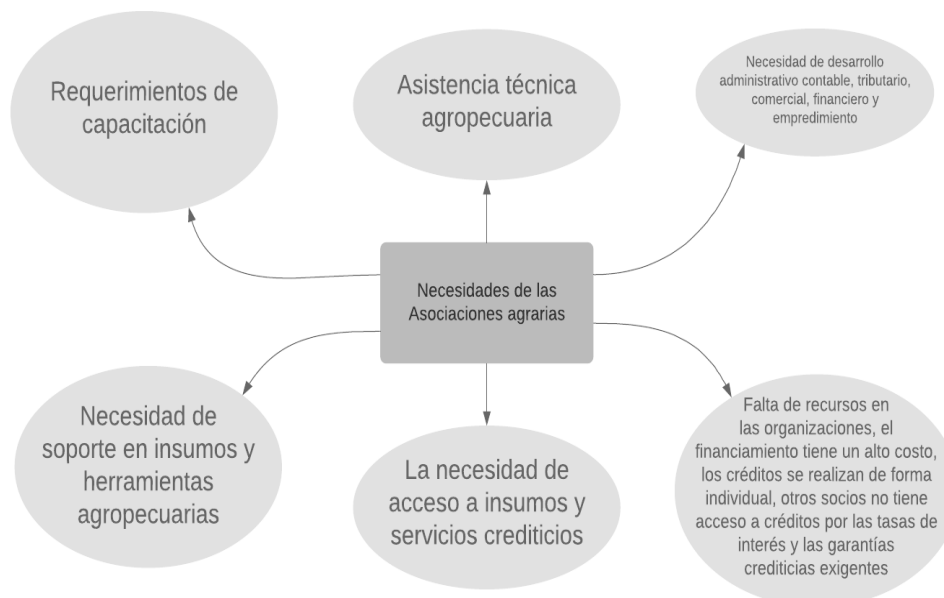 Requerimientos de
capacitación
Asistencia técnica
agropecuaria
Necesidad de desarrollo
administrativo contable, tributario,
comercial, financiero y
empredimiento
Necesidades de las
Asociaciones agrarias
Necesidad de
soporte en insumos y
herramientas
agropecuarias
La necesidad de
acceso a insumos y
servicios crediticios
Falta de recursos en
las organizaciones, el
financiamiento tiene un alto costo,
los créditos se realizan de forma
individual, otros socios no tiene
acceso a créditos por las tasas de
interés y las garantías
crediticias exigentes